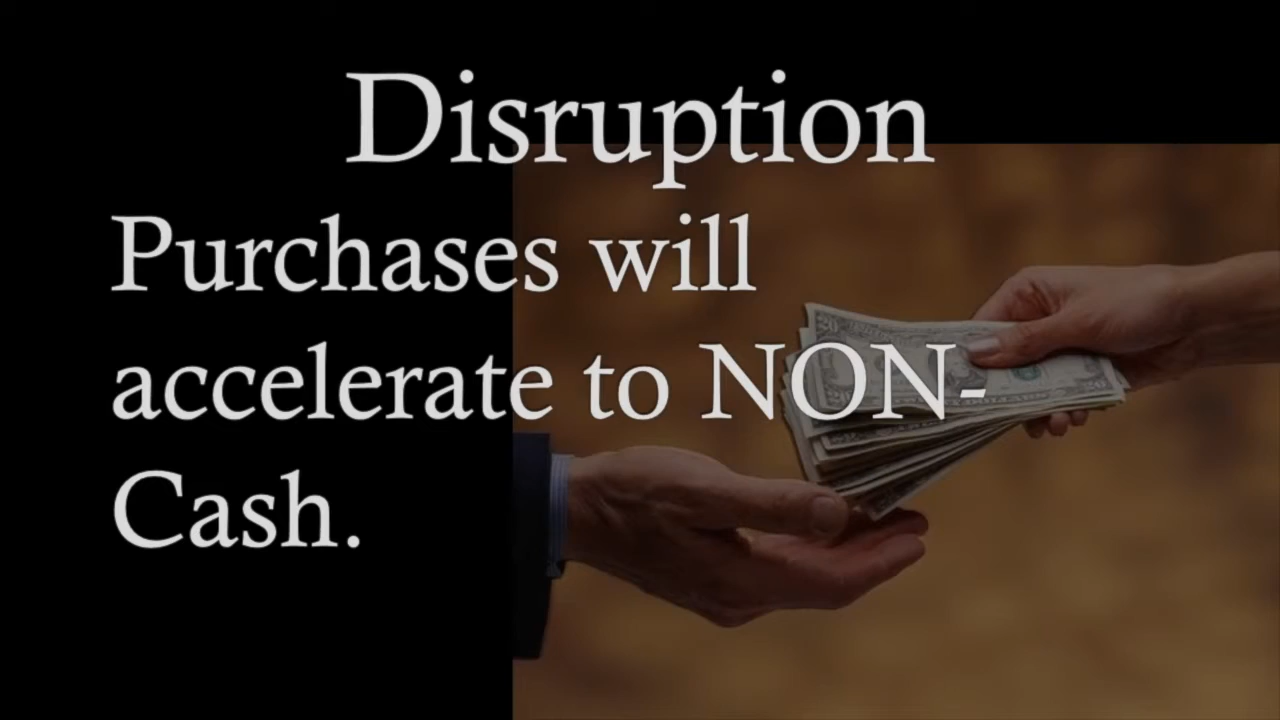 Disruption
Purchases will
accelerate to NON-
Cash.